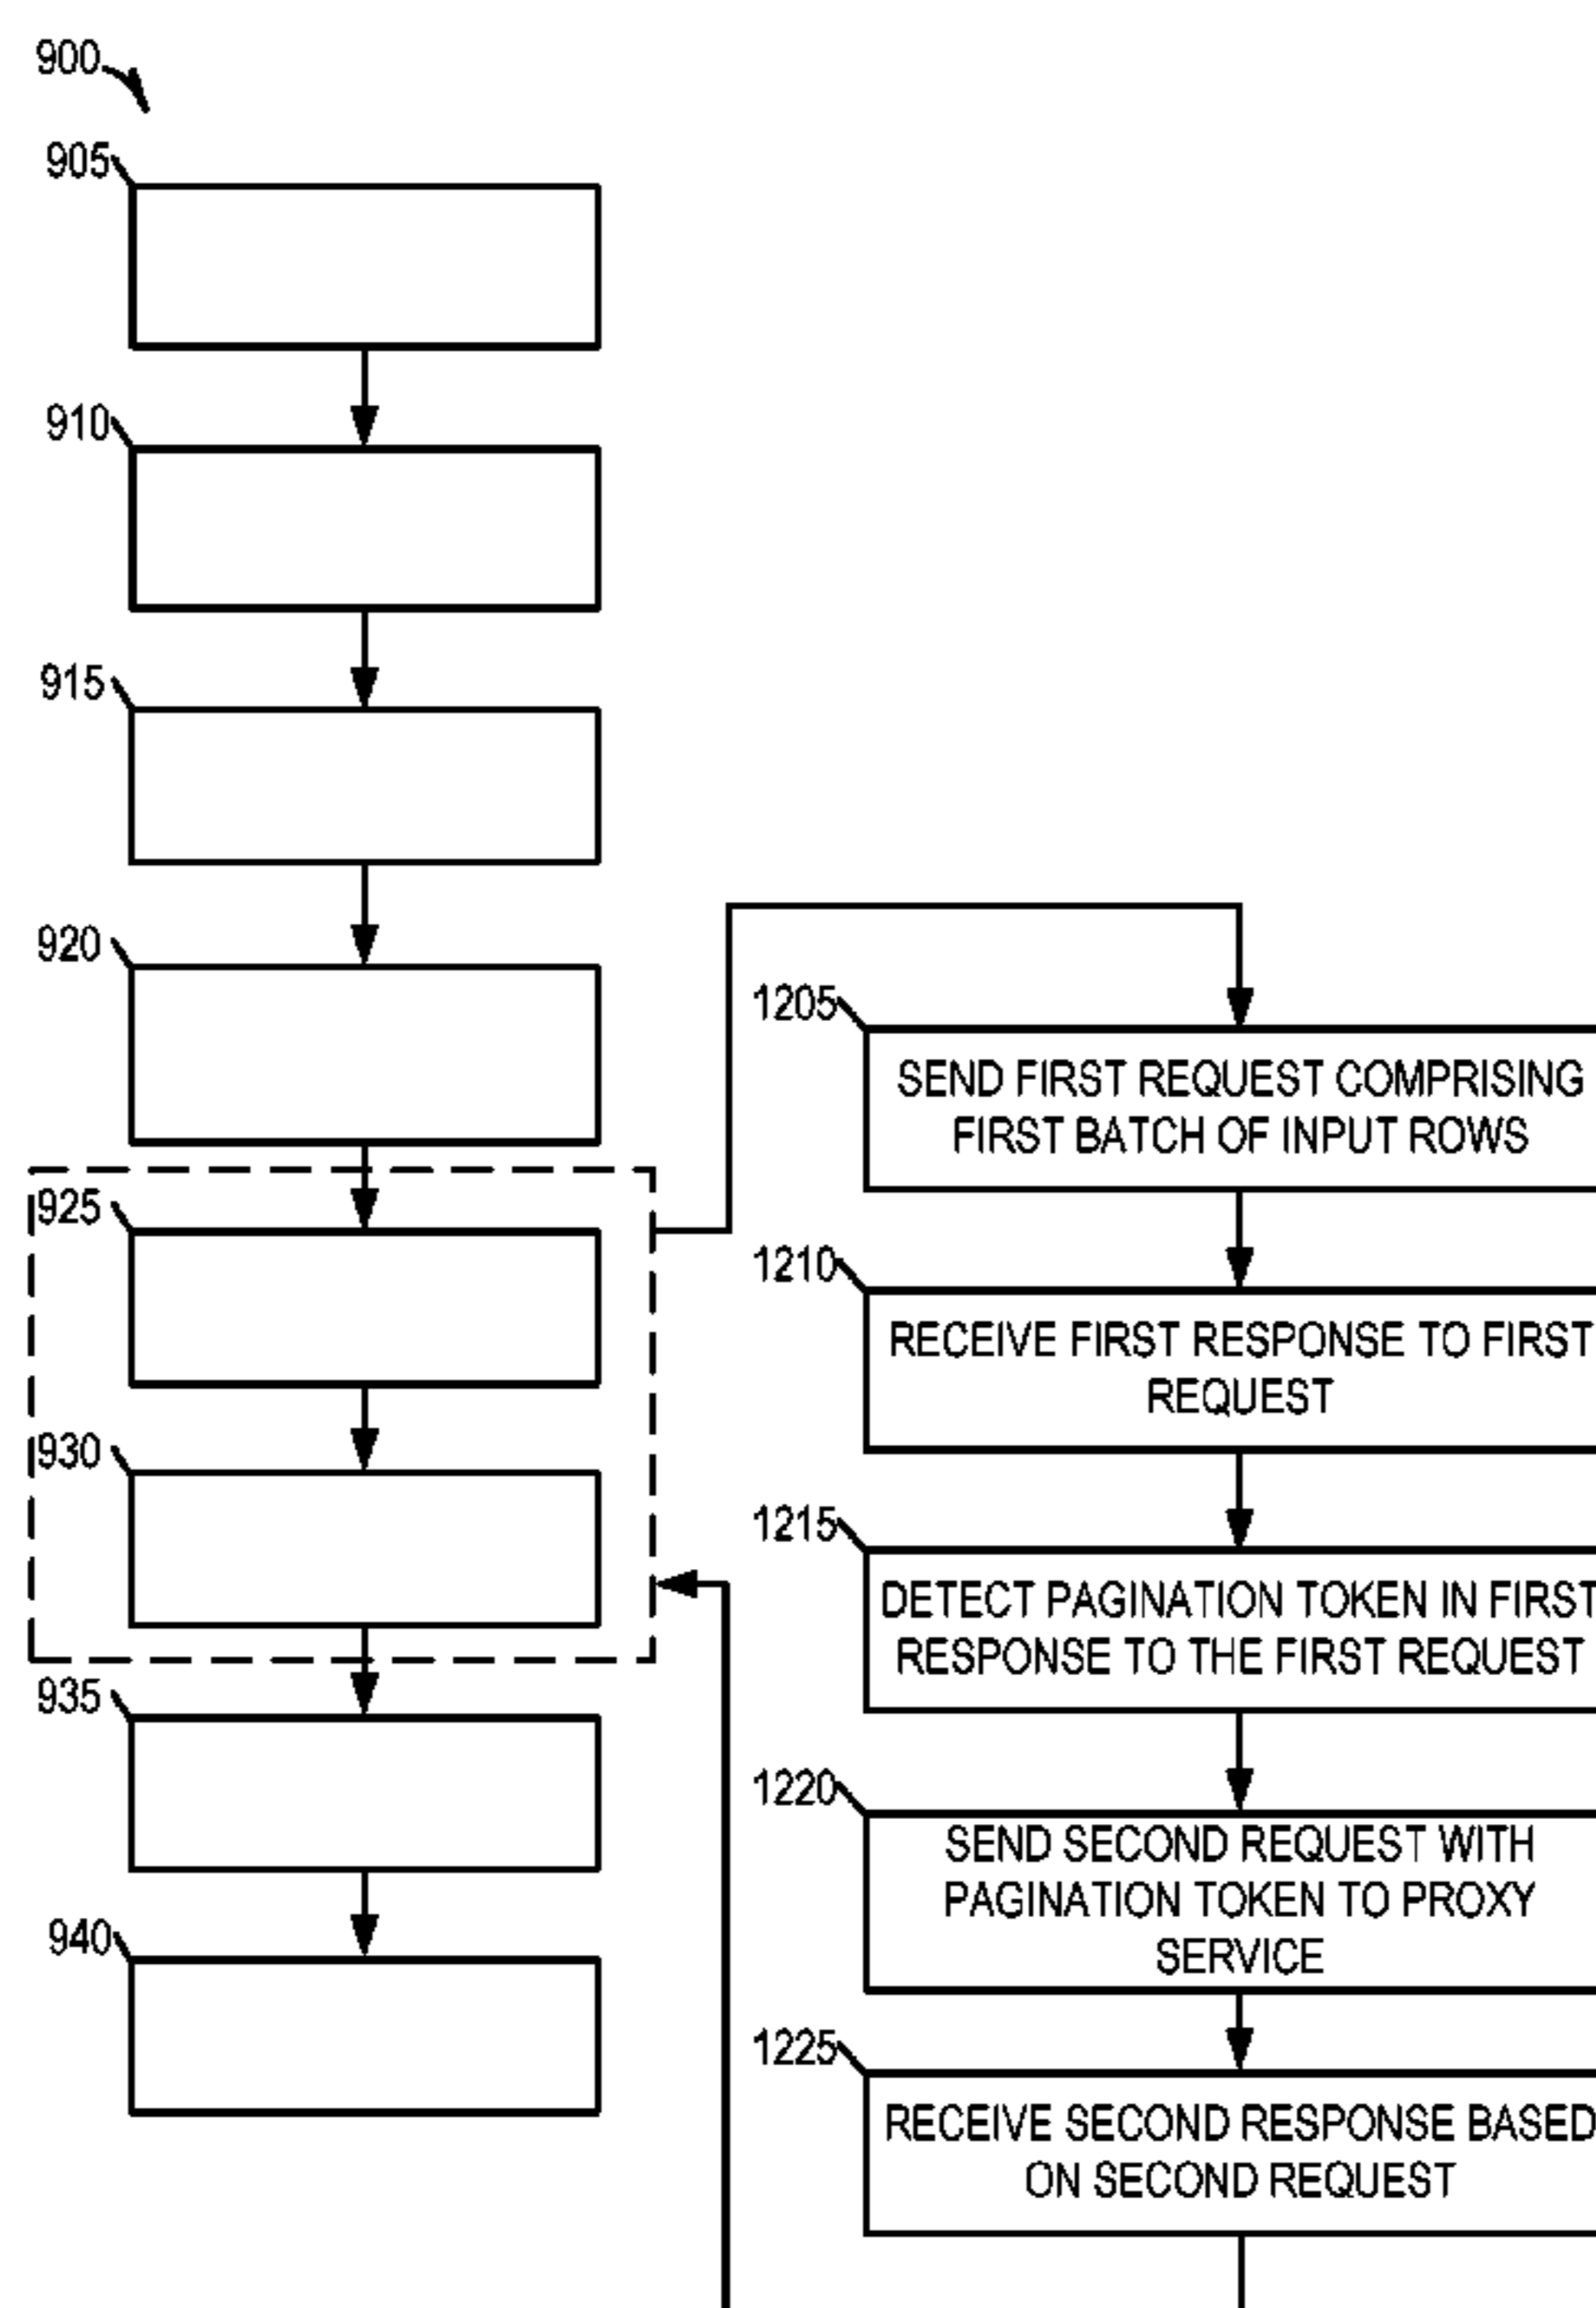 900
905
910
915
920
925
930
935
940
1205
SEND FIRST REQUEST COMPRISING
FIRST BATCH OF INPUT ROWS
1210
RECEIVE FIRST RESPONSE TO FIRST
REQUEST
1215
DETECT PAGINATION TOKEN IN FIRST
RESPONSE TO THE FIRST REQUEST
1220
SEND SECOND REQUEST WITH
PAGINATION TOKEN TO PROXY
SERVICE
1225
RECEIVE SECOND RESPONSE BASED
ON SECOND REQUEST